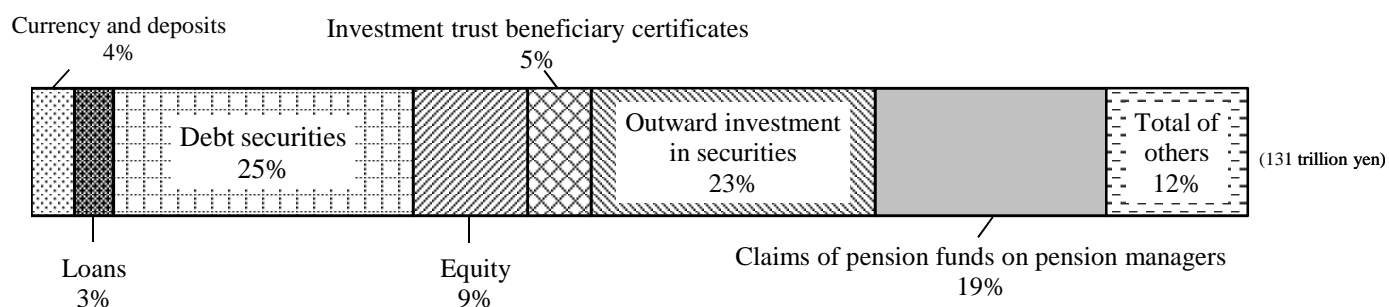 Currency and deposits
4%
Investment trust beneficiary certificates
5%
Debt securities
25%
Outward investment
in securities
23%
Total of
others
12%
(131 trillion yen)
Loans
3%
Equity
9%
Claims of pension funds on pension managers
19%